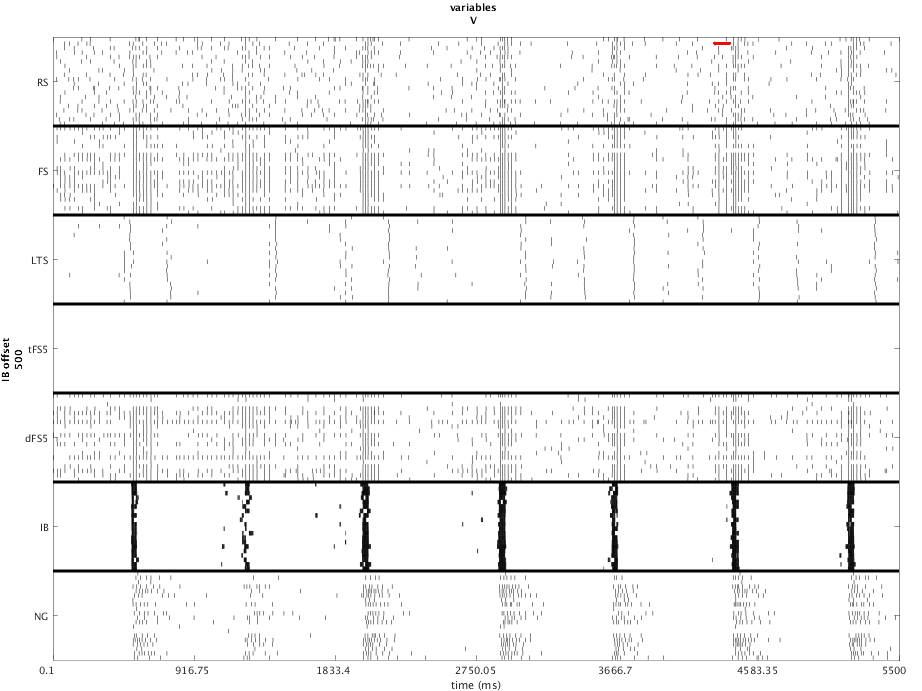 variables
V
RS
FS
LTS
tFS5
dFS5
IB
NG
IB offset
500
0.1
916.75
1833.4
2750.05
3666.7
4583.35
5500
time (ms)